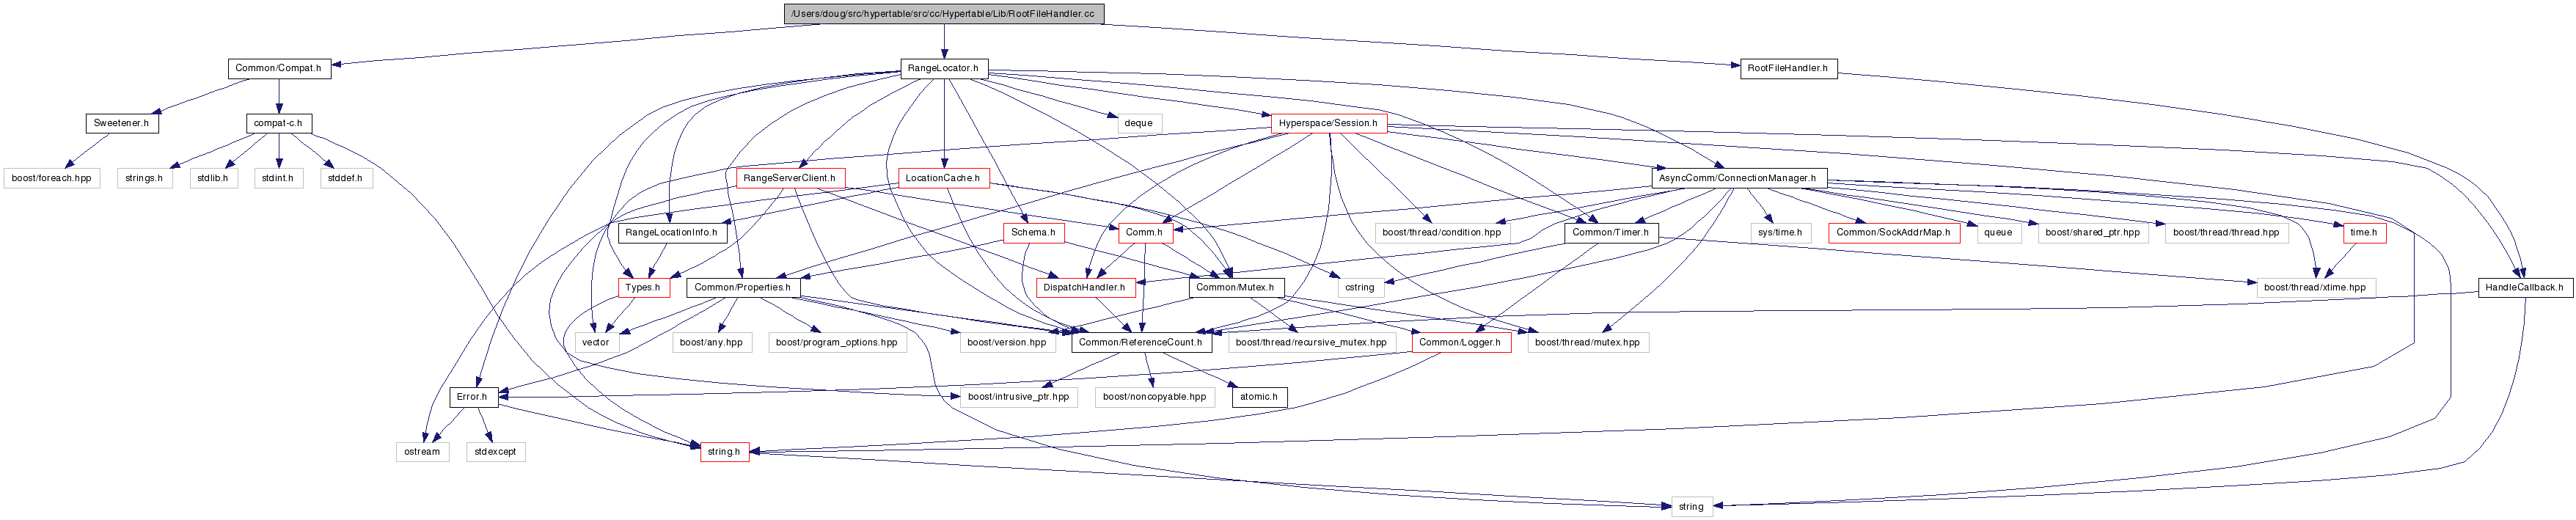 /Users/doug/src/hypertable/src/cc/Hypertable/Lib/RootFileHandler.cc
Common/Compat.h
RangeLocator.h
RootFileHandler.h
Sweetener.h
compat-c.h
deque
Hyperspace/Session.h
boost/foreach.hpp
strings.h
stdlib.h
stdint.h
stddef.h
RangeServerClient.h
LocationCache.h
AsyncComm/ConnectionManager.h
RangeLocationInfo.h
Schema.h
Comm.h
boost/thread/condition.hpp
Common/Timer.h
sys/time.h
Common/SockAddrMap.h
queue
boost/shared_ptr.hpp
boost/thread/thread.hpp
time.h
Types.h
Common/Properties.h
DispatchHandler.h
Common/Mutex.h
cstring
boost/thread/xtime.hpp
HandleCallback.h
vector
boost/any.hpp
boost/program_options.hpp
boost/version.hpp
Common/ReferenceCount.h
boost/thread/recursive_mutex.hpp
Common/Logger.h
boost/thread/mutex.hpp
Error.h
boost/intrusive_ptr.hpp
boost/noncopyable.hpp
atomic.h
ostream
stdexcept
string.h
string